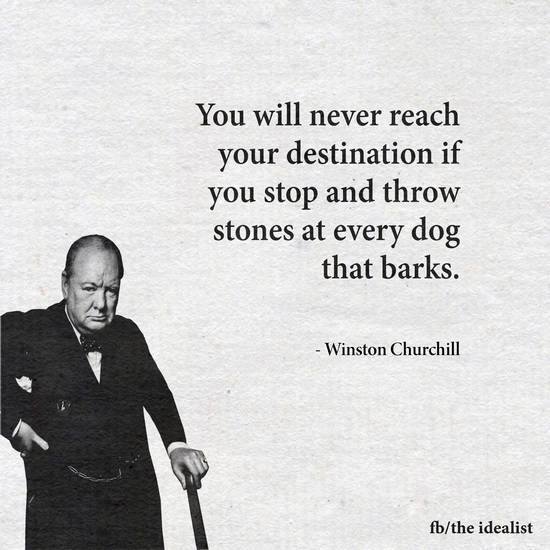 You will never reach
your destination if
you stop and throw
stones at every dog
that barks.
- Winston Churchill
fb/the idealist